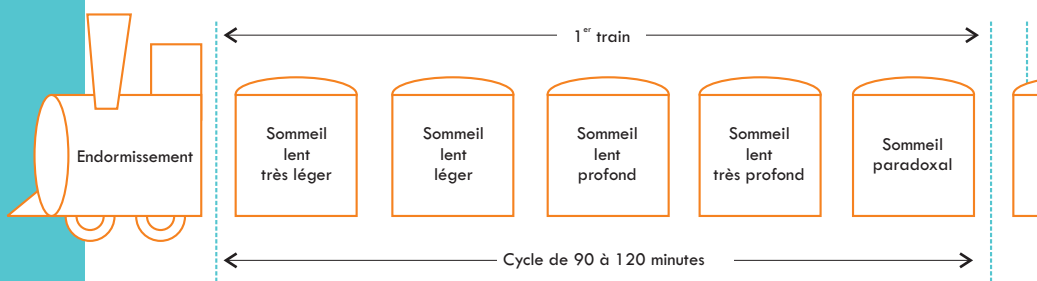 1er train
Endormissement
Sommeil
lent
très léger
Sommeil
lent
léger
Sommeil
lent
profond
Sommeil
lent
très profond
Sommeil
paradoxal
Cycle de 90 à 120 minutes